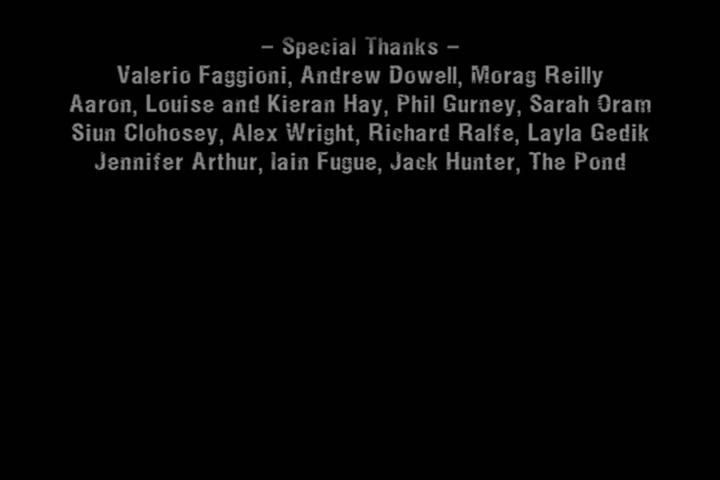 – Special Thanks –
Valerio Faggioni, Andrew Dowell, Morag Reilly
Aaron, Louise and Kieran Hay, Phil Gurney, Sarah Oram
Siun Clohosey, Alex Wright, Richard Ralfe, Layla Gedik
Jennifer Arthur, Iain Fugue, Jack Hunter, The Pond